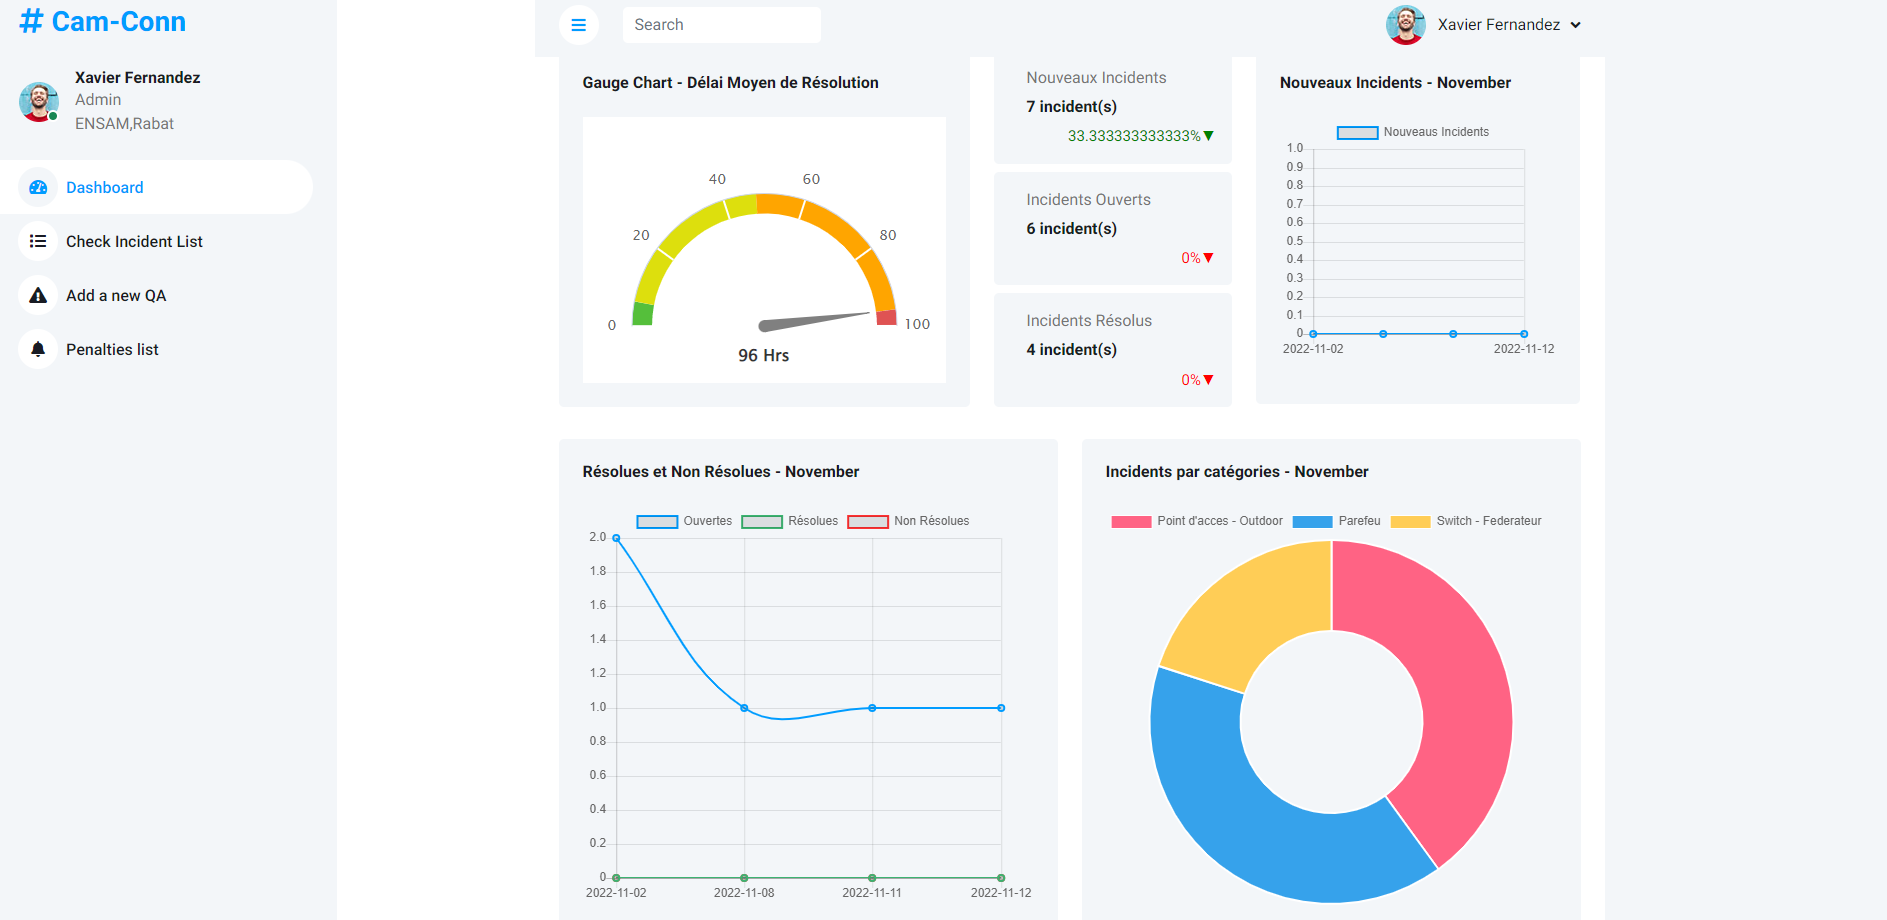 # Cam-Conn
Xavier Fernandez
Admin
ENSAM,Rabat
Dashboard
Check Incident List
Add a new QA
Penalties list
Search
Xavier Fernandez
Gauge Chart - Délai Moyen de Résolution
0
20
40
60
80
100
96 Hrs
Nouveaux Incidents
7 incident(s)
33.333333333333%▼
Incidents Ouverts
6 incident(s)
0%▼
Incidents Résolus
4 incident(s)
0%▼
Nouveaux Incidents - November
Nouveaus Incidents
1.0
0.9
0.8
0.7
0.6
0.5
0.4
0.3
0.2
0.1
0
2022-11-02 2022-11-12
Résolues et Non Résolues - November
Ouvertes Résolues Non Résolues
2.0
1.8
1.6
1.4
1.2
1.0
0.8
0.6
0.4
0.2
0
2022-11-02 2022-11-08 2022-11-11 2022-11-12
Incidents par catégories - November
Point d'acces - Outdoor Parefeu Switch - Federateur